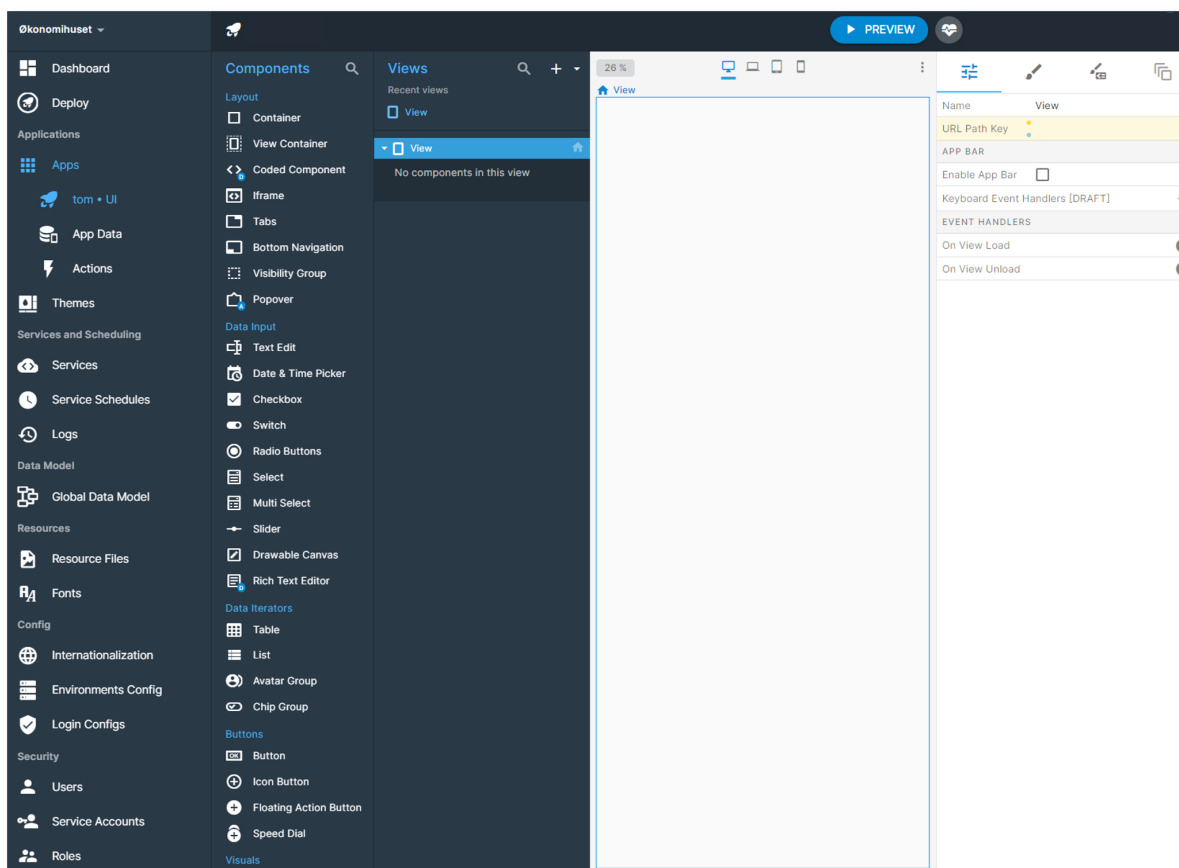 Økonomihuset
PREVIEW
Dashboard
Deploy
Applications
Apps
tom • UI
App Data
Actions
Themes
Services and Scheduling
Services
Service Schedules
Logs
Data Model
Global Data Model
Resources
Resource Files
Fonts
Config
Internationalization
Environments Config
Login Configs
Security
Users
Service Accounts
Roles
Components
Layout
Container
View Container
Coded Component
Iframe
Tabs
Bottom Navigation
Visibility Group
Popover
Data Input
Text Edit
Date & Time Picker
Checkbox
Switch
Radio Buttons
Select
Multi Select
Slider
Drawable Canvas
Rich Text Editor
Data Iterators
Table
List
Avatar Group
Chip Group
Buttons
Button
Icon Button
Floating Action Button
Speed Dial
Visuals
Views
Recent views
View
View
No components in this view
26 %
View
Name View
URL Path Key
APP BAR
Enable App Bar
Keyboard Event Handlers [DRAFT]
EVENT HANDLERS
On View Load
On View Unload